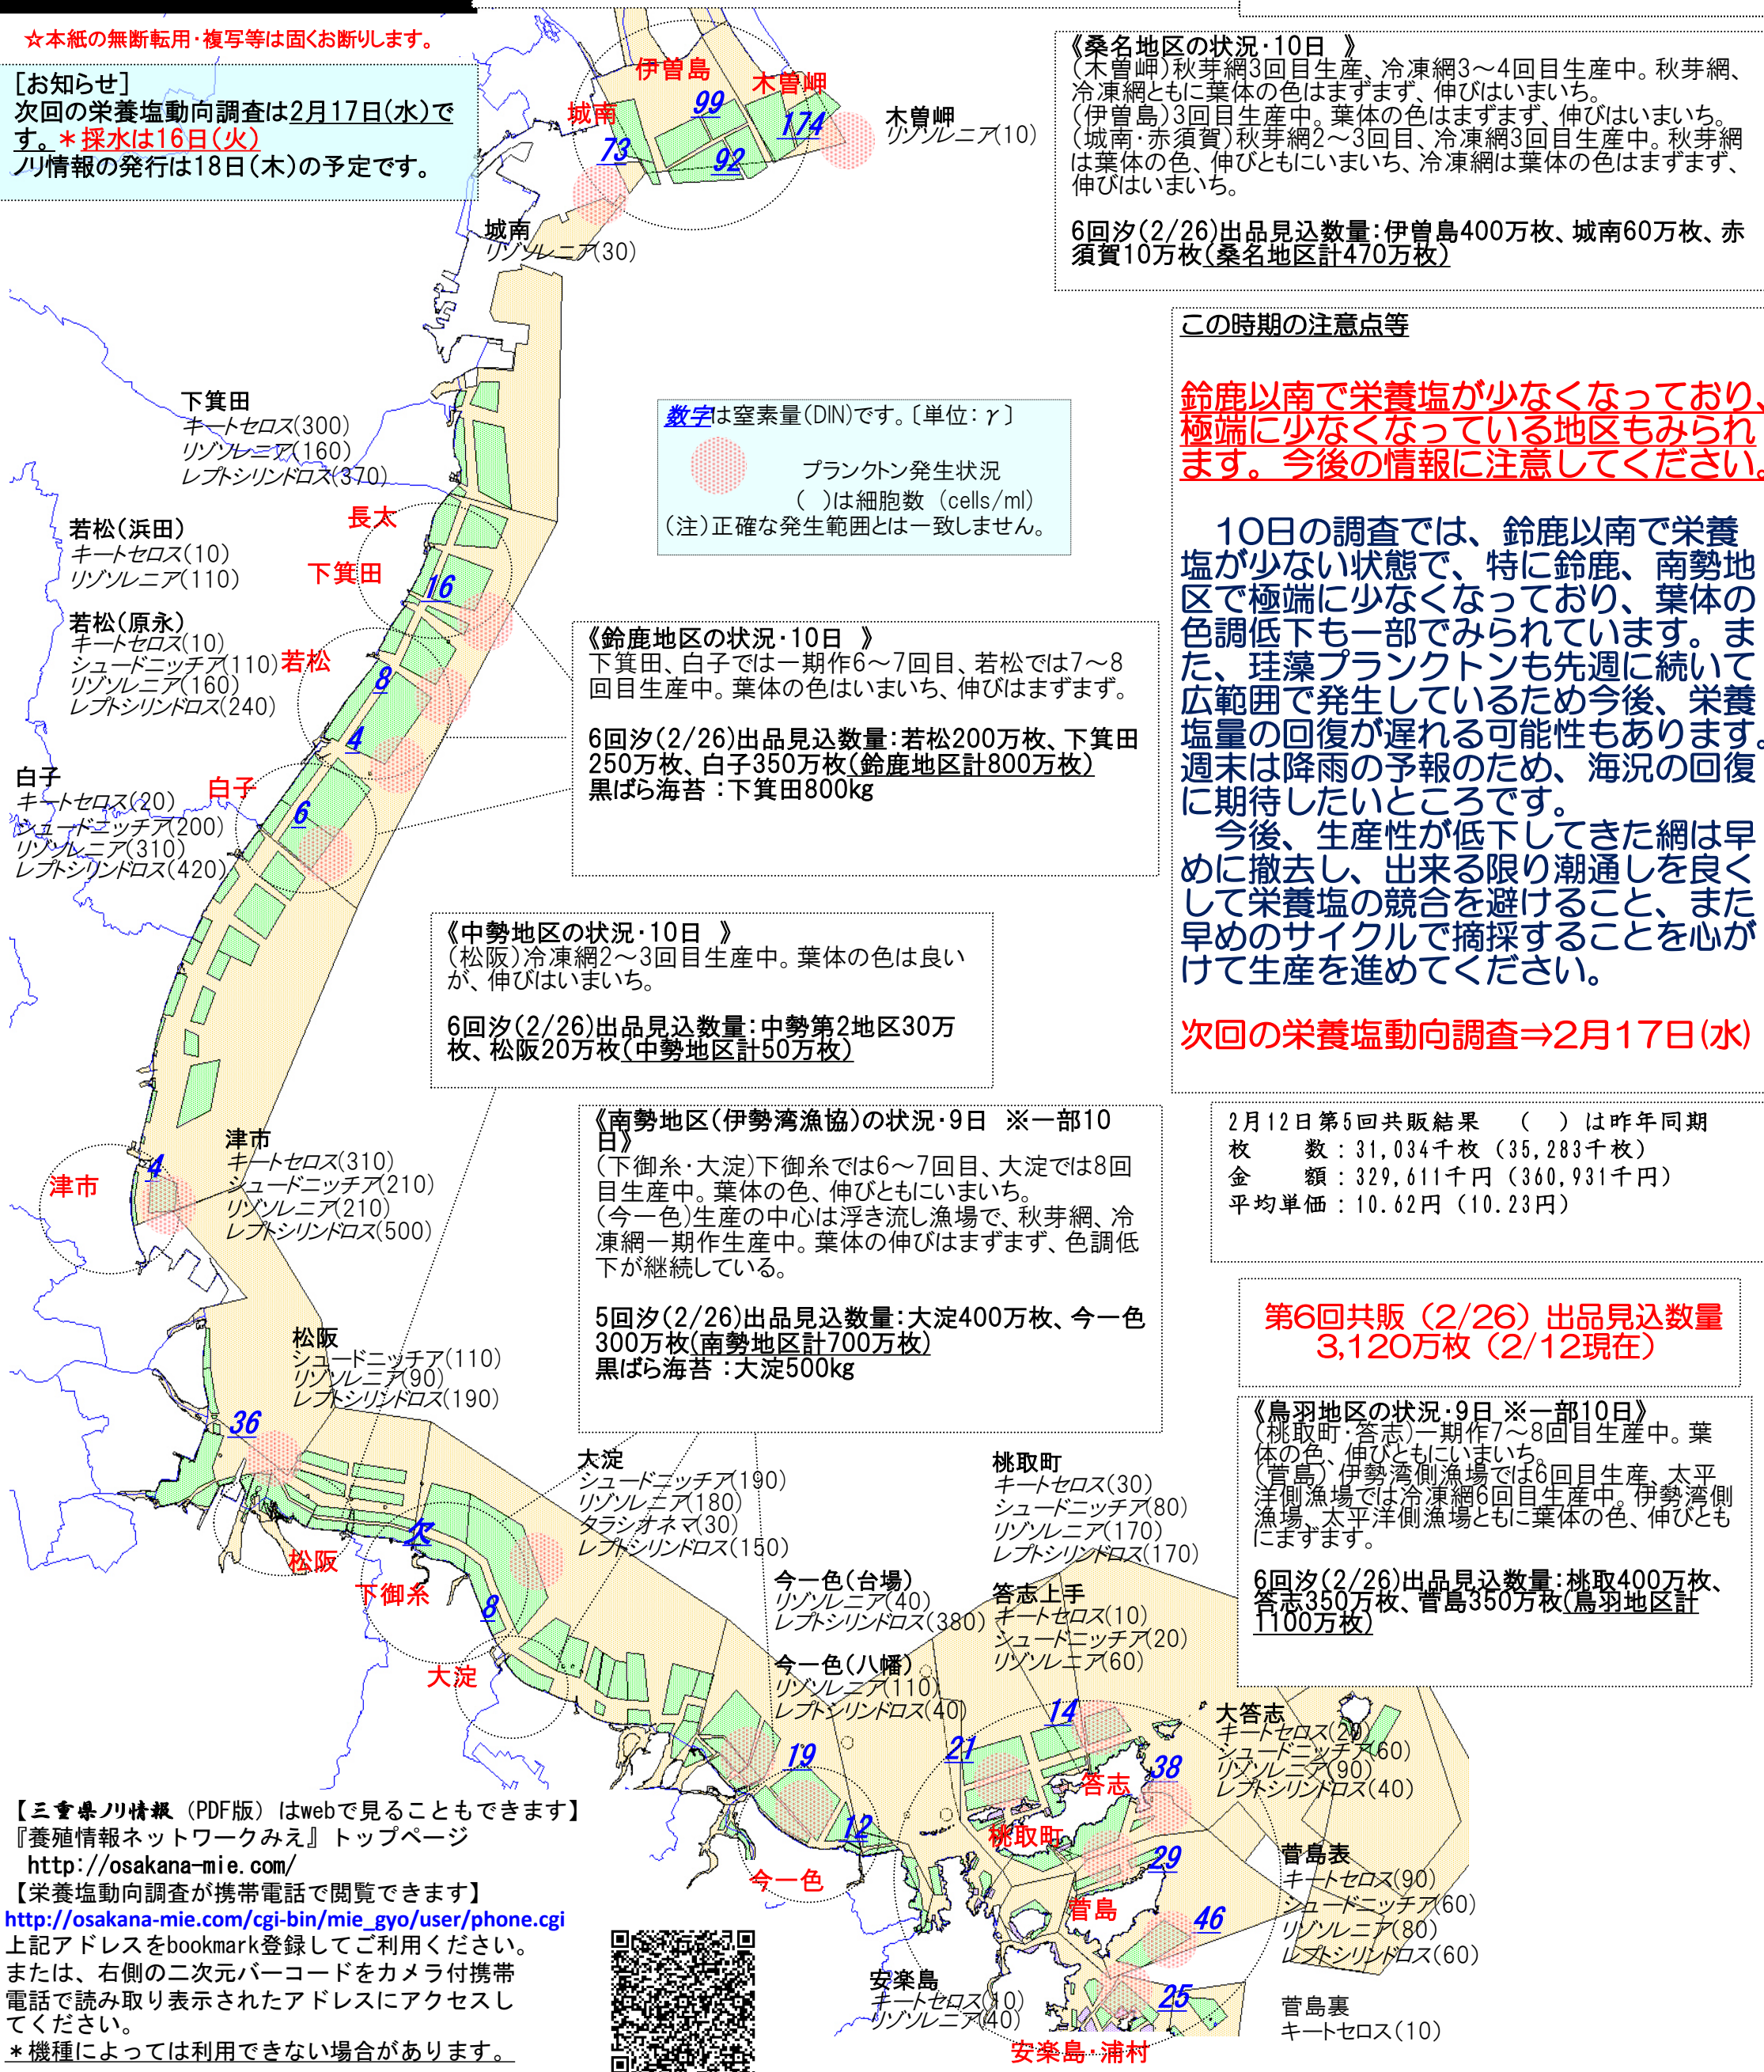 ☆本紙の無断転用・複写等は固くお断りします。
[お知らせ]
次回の栄養塩動向調査は2月17日(水)で
す。＊採水は16日(火)
ノリ情報の発行は18日(木)の予定です。
伊曽島
木曽岬
城南
99
174
73
92
木曽岬
リゾソレニア(10)
城南
リゾソレニア(30)
《桑名地区の状況・10日　》
(木曽岬)秋芽網3回目生産、冷凍網3～4回目生産中。秋芽網、
冷凍網ともに葉体の色はまずまず、伸びはいまいち。
(伊曽島)3回目生産中。葉体の色はまずまず、伸びはいまいち。
(城南・赤須賀)秋芽網2～3回目、冷凍網3回目生産中。秋芽網
は葉体の色、伸びともにいまいち、冷凍網は葉体の色はまずまず、
伸びはいまいち。
6回汐(2/26)出品見込数量：伊曽島400万枚、城南60万枚、赤
須賀10万枚(桑名地区計470万枚)
この時期の注意点等
鈴鹿以南で栄養塩が少なくなっており、
極端に少なくなっている地区もみられ
ます。今後の情報に注意してください。
10日の調査では、鈴鹿以南で栄養
塩が少ない状態で、特に鈴鹿、南勢地
区で極端に少なくなっており、葉体の
色調低下も一部でみられています。ま
た、珪藻プランクトンも先週に続いて
広範囲で発生しているため今後、栄養
塩量の回復が遅れる可能性もあります。
週末は降雨の予報のため、海況の回復
に期待したいところです。
今後、生産性が低下してきた網は早
めに撤去し、出来る限り潮通しを良く
して栄養塩の競合を避けること、また
早めのサイクルで摘採することを心が
けて生産を進めてください。
次回の栄養塩動向調査⇒2月17日(水)
下箕田
キートセロス(300)
リゾソレニア(160)
レプトシリンドロス(370)
数字は窒素量(DIN)です。〔単位：γ〕
プランクトン発生状況
(　)は細胞数 (cells/ml)
(注)正確な発生範囲とは一致しません。
若松(浜田)
キートセロス(10)
リゾソレニア(110)
長太
下箕田
16
若松(原永)
キートセロス(10)
シュードニッチア(110)
リゾソレニア(160)
レプトシリンドロス(240)
若松
8
4
《鈴鹿地区の状況・10日　》
下箕田、白子では一期作6～7回目、若松では7～8
回目生産中。葉体の色はいまいち、伸びはまずまず。
6回汐(2/26)出品見込数量：若松200万枚、下箕田
250万枚、白子350万枚(鈴鹿地区計800万枚)
黒ばら海苔：下箕田800kg
白子
キートセロス(20)
シュードニッチア(200)
リゾソレニア(310)
レプトシリンドロス(420)
白子
6
《中勢地区の状況・10日　》
(松阪)冷凍網2～3回目生産中。葉体の色は良い
が、伸びはいまいち。
6回汐(2/26)出品見込数量：中勢第2地区30万
枚、松阪20万枚(中勢地区計50万枚)
津市
キートセロス(310)
シュードニッチア(210)
リゾソレニア(210)
レプトシリンドロス(500)
津市
4
《南勢地区(伊勢湾漁協)の状況・9日　※一部10
日》
(下御糸・大淀)下御糸では6～7回目、大淀では8回
目生産中。葉体の色、伸びともにいまいち。
(今一色)生産の中心は浮き流し漁場で、秋芽網、冷
凍網一期作生産中。葉体の伸びはまずまず、色調低
下が継続している。
5回汐(2/26)出品見込数量：大淀400万枚、今一色
300万枚(南勢地区計700万枚)
黒ばら海苔：大淀500kg
2月12日第5回共販結果　(　) は昨年同期
枚　　数：31,034千枚 (35,283千枚)
金　　額：329,611千円 (360,931千円)
平均単価：10.62円 (10.23円)
第6回共販（2/26）出品見込数量
3,120万枚（2/12現在）
松阪
シュードニッチア(110)
リゾソレニア(90)
レプトシリンドロス(190)
36
松阪
《鳥羽地区の状況・9日 ※一部10日》
(桃取町・答志)一期作7～8回目生産中。葉
体の色、伸びともにいまいち。
(菅島) 伊勢湾側漁場では6回目生産、太平
洋側漁場では冷凍網6回目生産中。伊勢湾側
漁場、太平洋側漁場ともに葉体の色、伸びとも
にまずまず。
6回汐(2/26)出品見込数量：桃取400万枚、
答志350万枚、菅島350万枚(鳥羽地区計
1100万枚)
大淀
シュードニッチア(190)
リゾソレニア(180)
タラシオネマ(30)
レプトシリンドロス(150)
欠
下御糸
8
大淀
桃取町
キートセロス(30)
シュードニッチア(80)
リゾソレニア(170)
レプトシリンドロス(170)
今一色(台場)
リゾソレニア(40)
レプトシリンドロス(380)
答志上手
キートセロス(10)
シュードニッチア(20)
リゾソレニア(60)
今一色(八幡)
リゾソレニア(110)
レプトシリンドロス(40)
19
12
今一色
21
14
38
答志
桃取町
29
大答志
キートセロス(20)
シュードニッチア(60)
リゾソレニア(90)
レプトシリンドロス(40)
菅島
46
菅島表
キートセロス(90)
シュードニッチア(60)
リゾソレニア(80)
レプトシリンドロス(60)
安楽島
キートセロス(10)
リゾソレニア(40)
25
安楽島・浦村
菅島裏
キートセロス(10)
【三重県ノリ情報（PDF版）はwebで見ることもできます】
『養殖情報ネットワークみえ』トップページ
http://osakana-mie.com/
【栄養塩動向調査が携帯電話で閲覧できます】
http://osakana-mie.com/cgi-bin/mie_gyo/user/phone.cgi
上記アドレスをbookmark登録してご利用ください。
または、右側の二次元バーコードをカメラ付携帯
電話で読み取り表示されたアドレスにアクセスし
てください。
＊機種によっては利用できない場合があります。